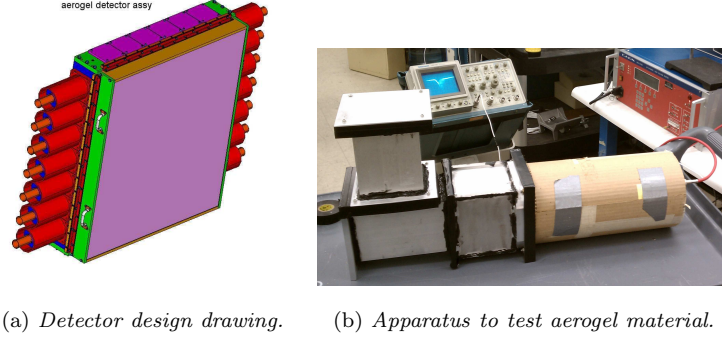 aerogel detector assy
(a) Detector design drawing.
(b) Apparatus to test aerogel material.